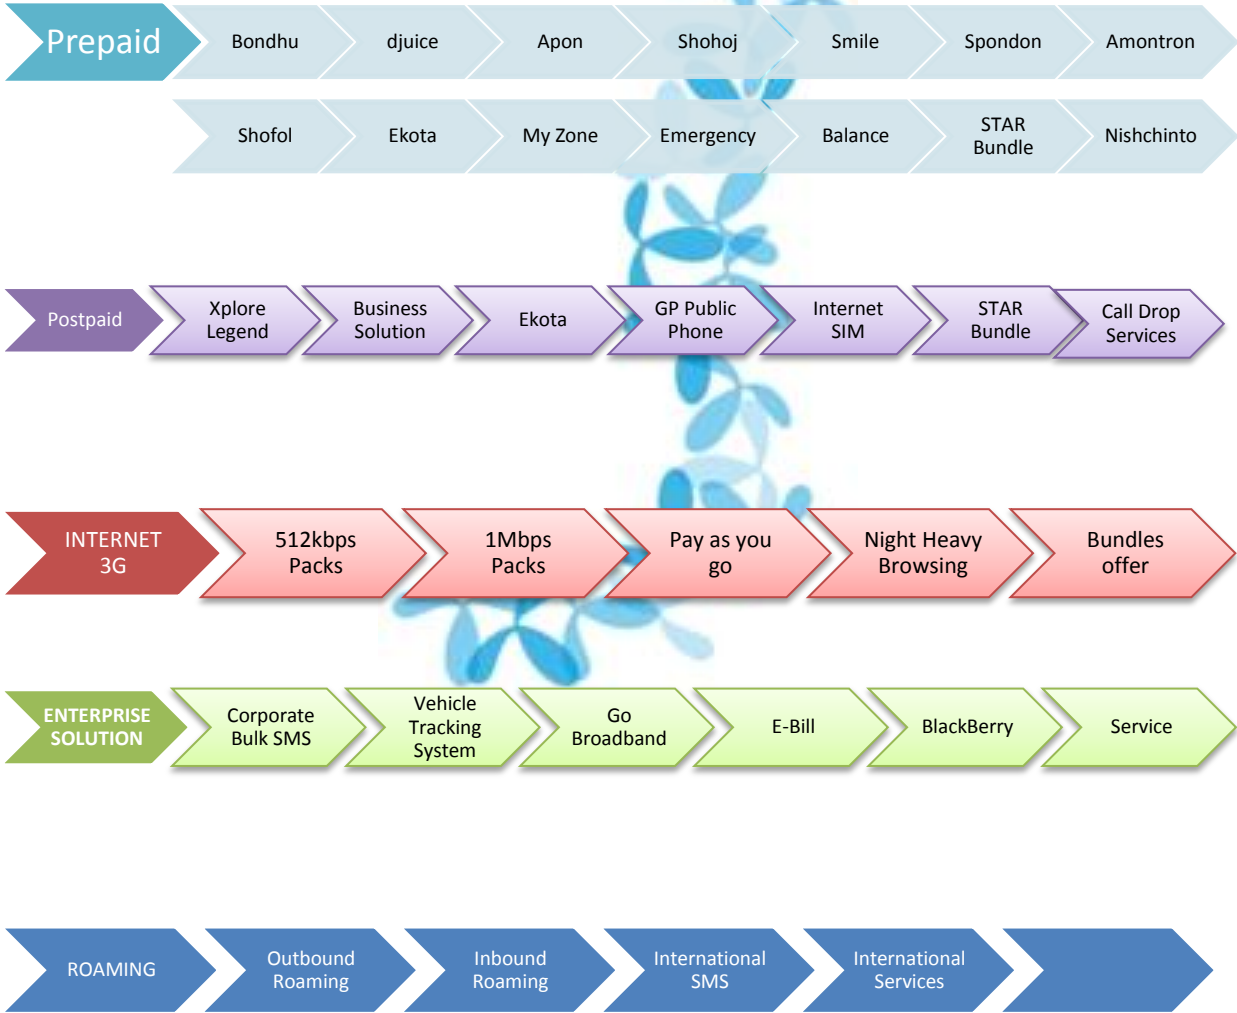 Prepaid
Bondhu
djuice
Apon
Shohoj
Smile
Spondon
Amontron
Shofol
Ekota
My Zone
Emergency
Balance
STAR
Bundle
Nishchinto
Postpaid
Xplore
Legend
Business
Solution
Ekota
GP Public
Phone
Internet
SIM
STAR
Bundle
Call Drop
Services
INTERNET
3G
512kbps
Packs
1Mbps
Packs
Pay as you
go
Night Heavy
Browsing
Bundles
offer
ENTERPRISE
SOLUTION
Corporate
Bulk SMS
Vehicle
Tracking
System
Go
Broadband
E-Bill
BlackBerry
Service
ROAMING
Outbound
Roaming
Inbound
Roaming
International
SMS
International
Services